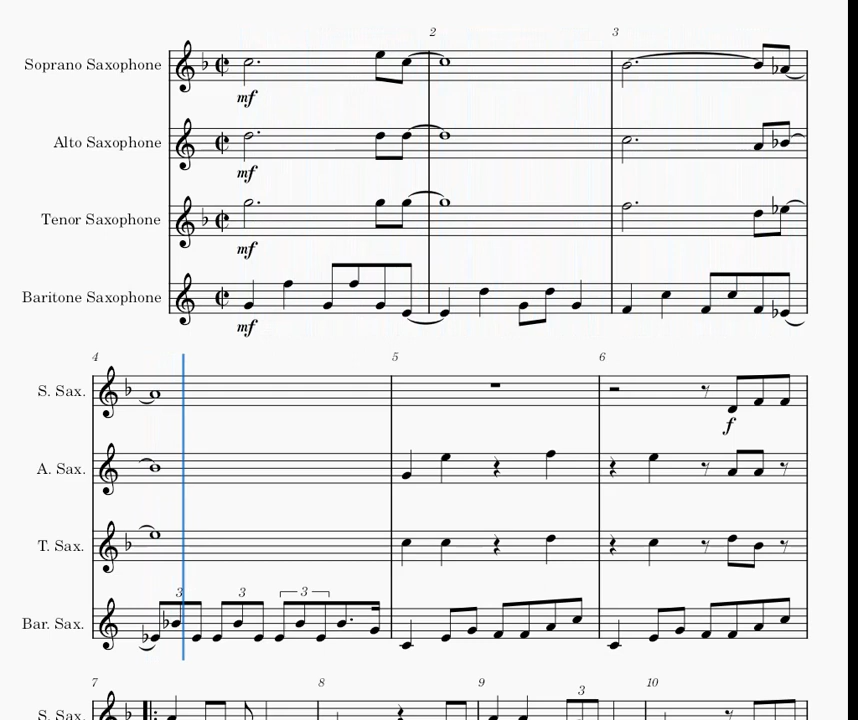 2 3
Soprano Saxophone
mf
Alto Saxophone
mf
Tenor Saxophone
mf
Baritone Saxophone
mf
4 5 6
S. Sax.
f
A. Sax.
T. Sax.
3 3 3
Bar. Sax.
7 8 9 10
3
S. Sax.